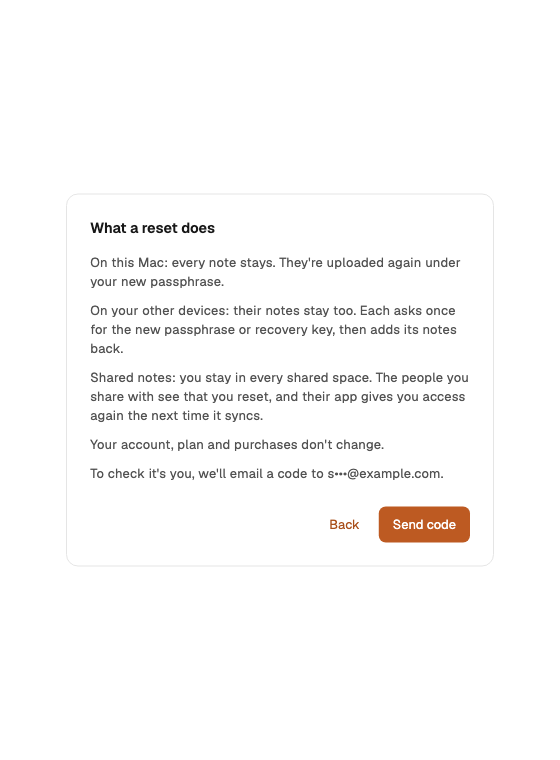 What a reset does
On this Mac: every note stays. They're uploaded again under
your new passphrase.
On your other devices: their notes stay too. Each asks once
for the new passphrase or recovery key, then adds its notes
back.
Shared notes: you stay in every shared space. The people you
share with see that you reset, and their app gives you access
again the next time it syncs.
Your account, plan and purchases don't change.
To check it's you, we'll email a code to s•••@example.com.
Back
Send code